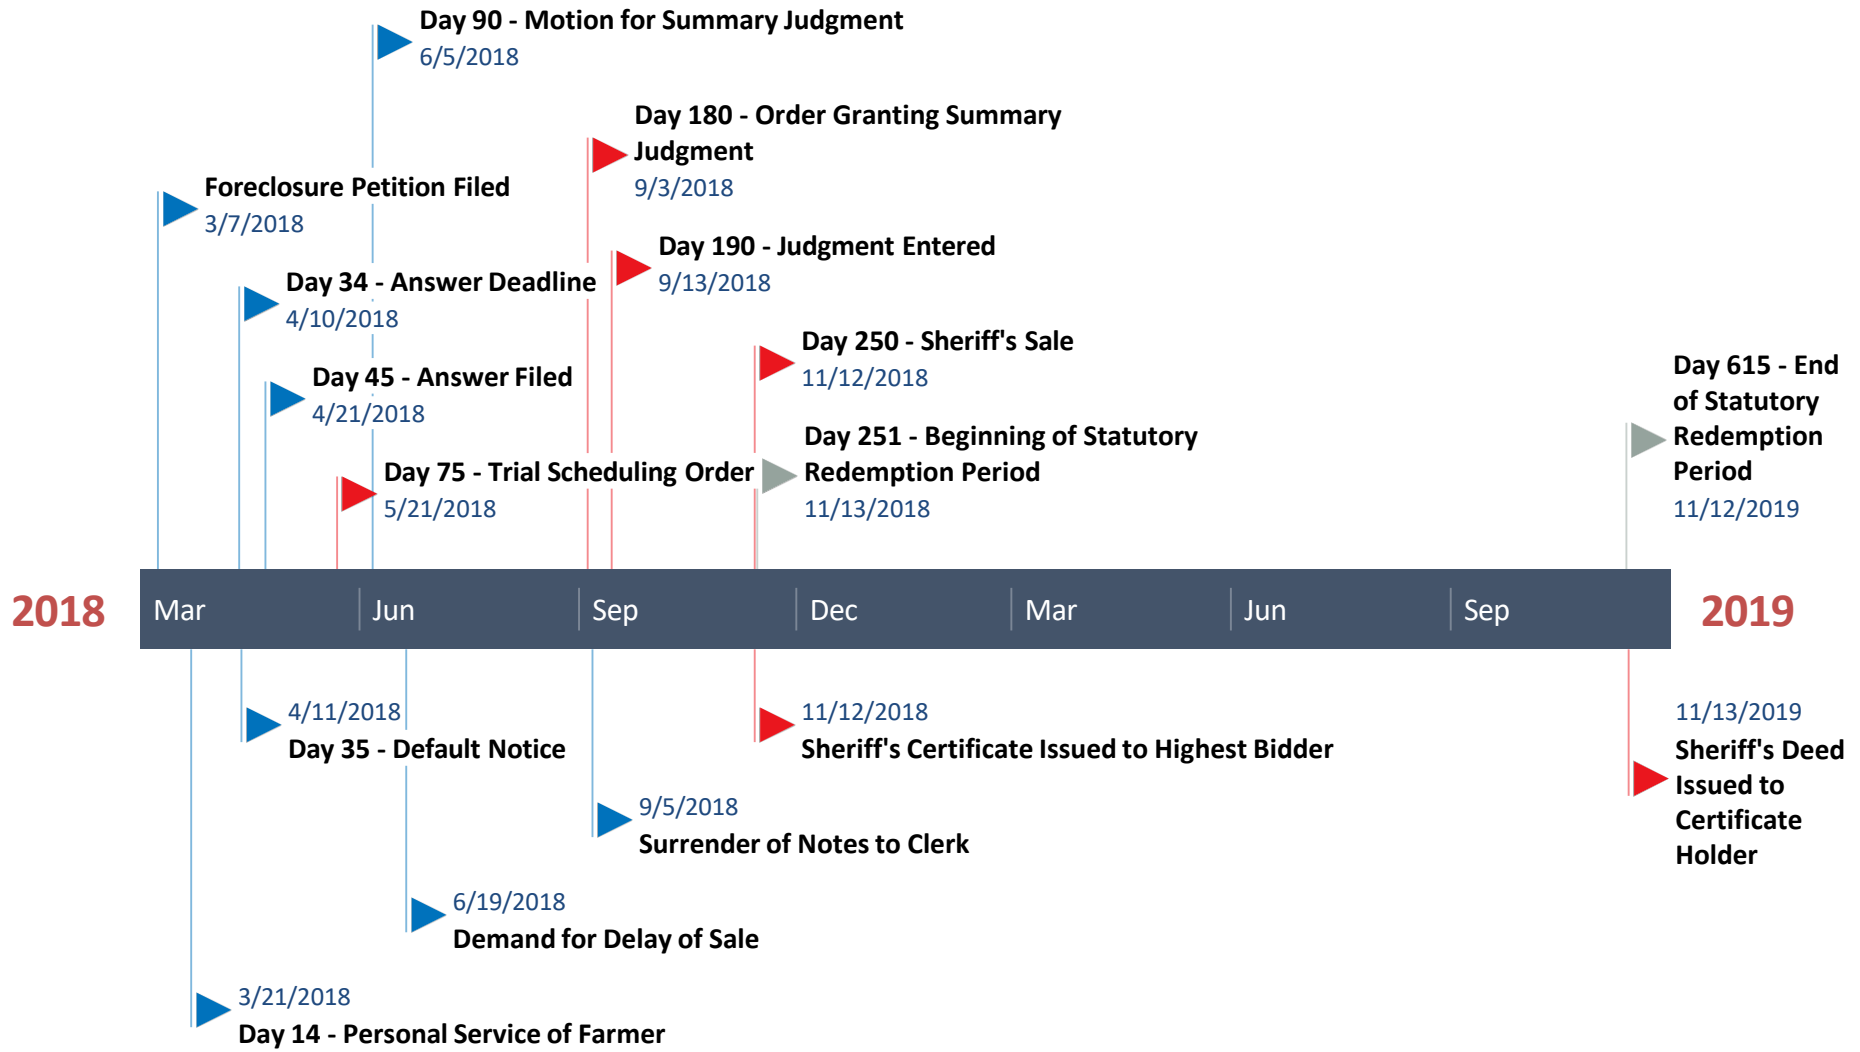 Day 90 - Motion for Summary Judgment
6/5/2018
Day 180 - Order Granting Summary
Judgment
9/3/2018
Foreclosure Petition Filed
3/7/2018
Day 190 - Judgment Entered
9/13/2018
Day 34 - Answer Deadline
4/10/2018
Day 250 - Sheriff's Sale
11/12/2018
Day 45 - Answer Filed
4/21/2018
Day 615 - End
of Statutory
Redemption
Period
11/12/2019
Day 251 - Beginning of Statutory
Redemption Period
11/13/2018
Day 75 - Trial Scheduling Order
5/21/2018
2018
Mar
Jun
Sep
Dec
Mar
Jun
Sep
2019
4/11/2018
Day 35 - Default Notice
11/12/2018
Sheriff's Certificate Issued to Highest Bidder
11/13/2019
Sheriff's Deed
Issued to
Certificate
Holder
9/5/2018
Surrender of Notes to Clerk
6/19/2018
Demand for Delay of Sale
3/21/2018
Day 14 - Personal Service of Farmer